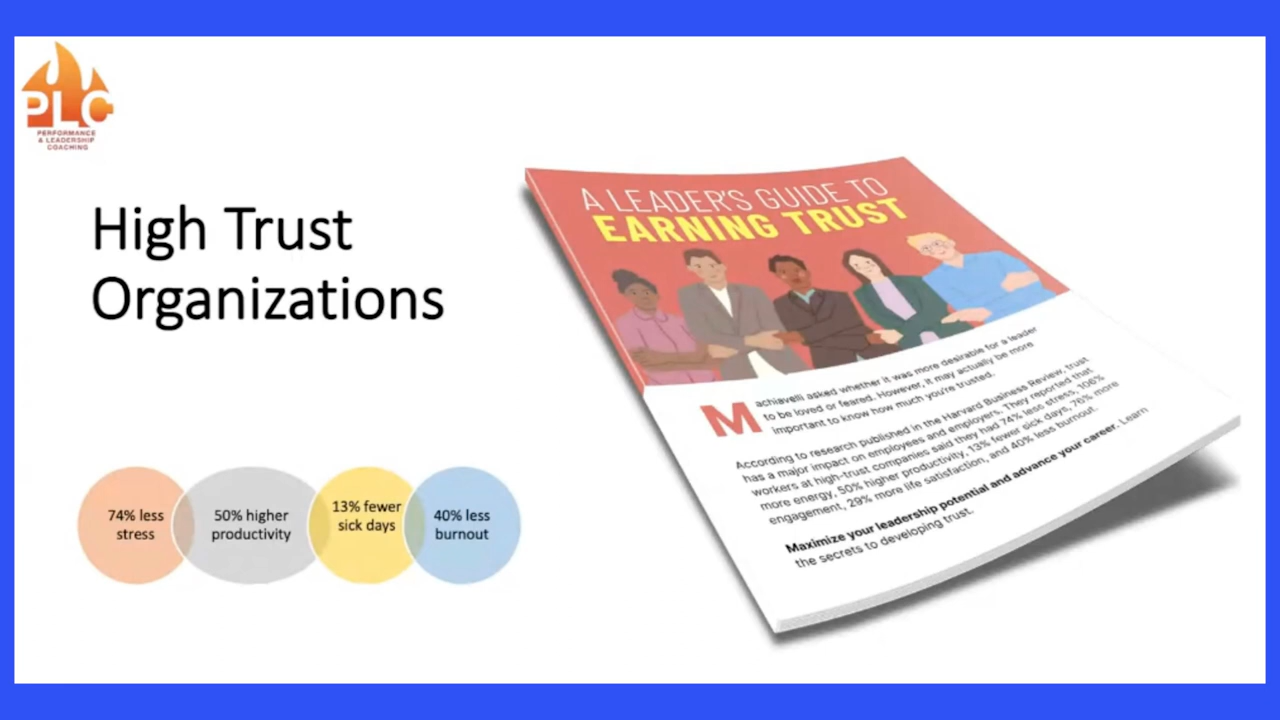 PLC
PERFORMANCE
& LEADERSHIP
COACHING
High Trust
Organizations
74% less
stress
50% higher
productivity
13% fewer
sick days
40% less
burnout
A LEADER'S GUIDE TO
EARNING TRUST
Machiavelli asked whether it was more desirable for a leader
to be loved or feared. However, it may actually be more
important to know how much you're trusted.
According to research published in the Harvard Business Review, trust
has a major impact on employees and employers. They reported that
workers at high-trust companies said they had 74% less stress, 106%
more energy, 50% higher productivity, 13% fewer sick days, 76% more
engagement, 29% more life satisfaction, and 40% less burnout.
Maximize your leadership potential and advance your career. Learn
the secrets to developing trust.